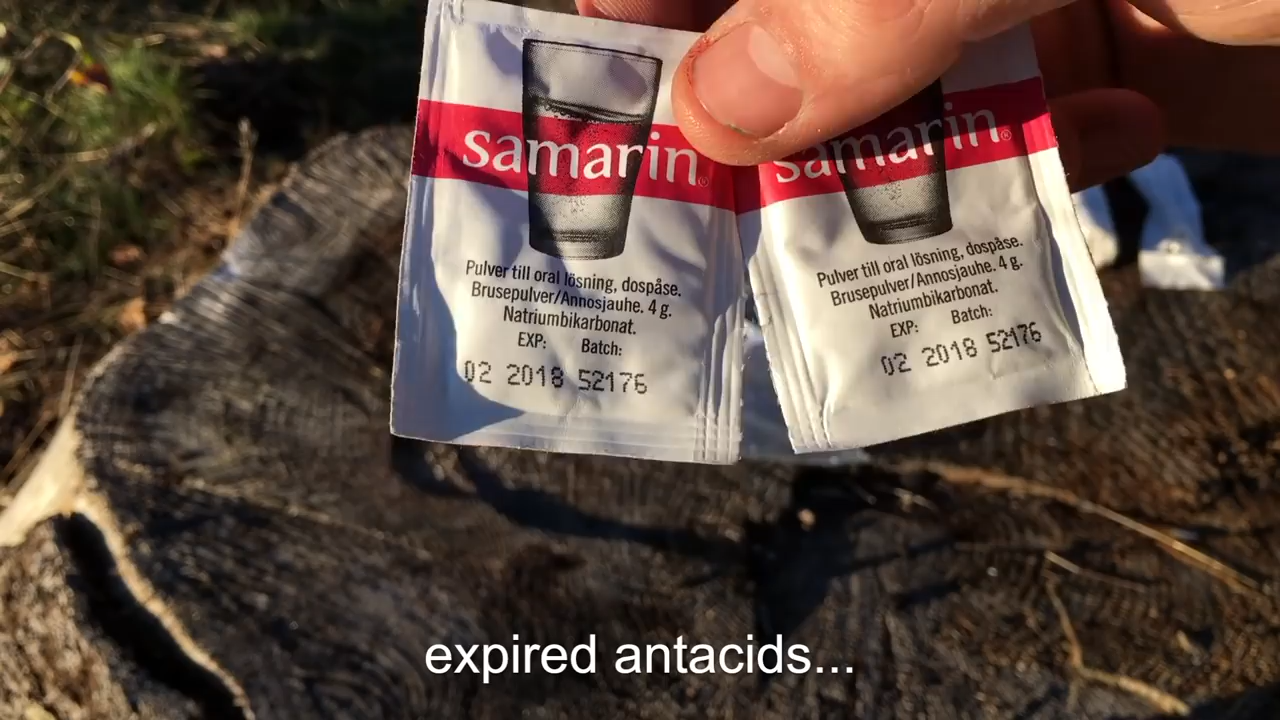 samarin®
Pulver till oral lösning, dospåse.
Brusepulver/Annosjauhe. 4 g.
Natriumbikarbonat.
EXP: Batch:
02 2018 52176
samarin®
Pulver till oral lösning, dospåse.
Brusepulver/Annosjauhe. 4 g.
Natriumbikarbonat.
EXP: Batch:
02 2018 52176
expired antacids...